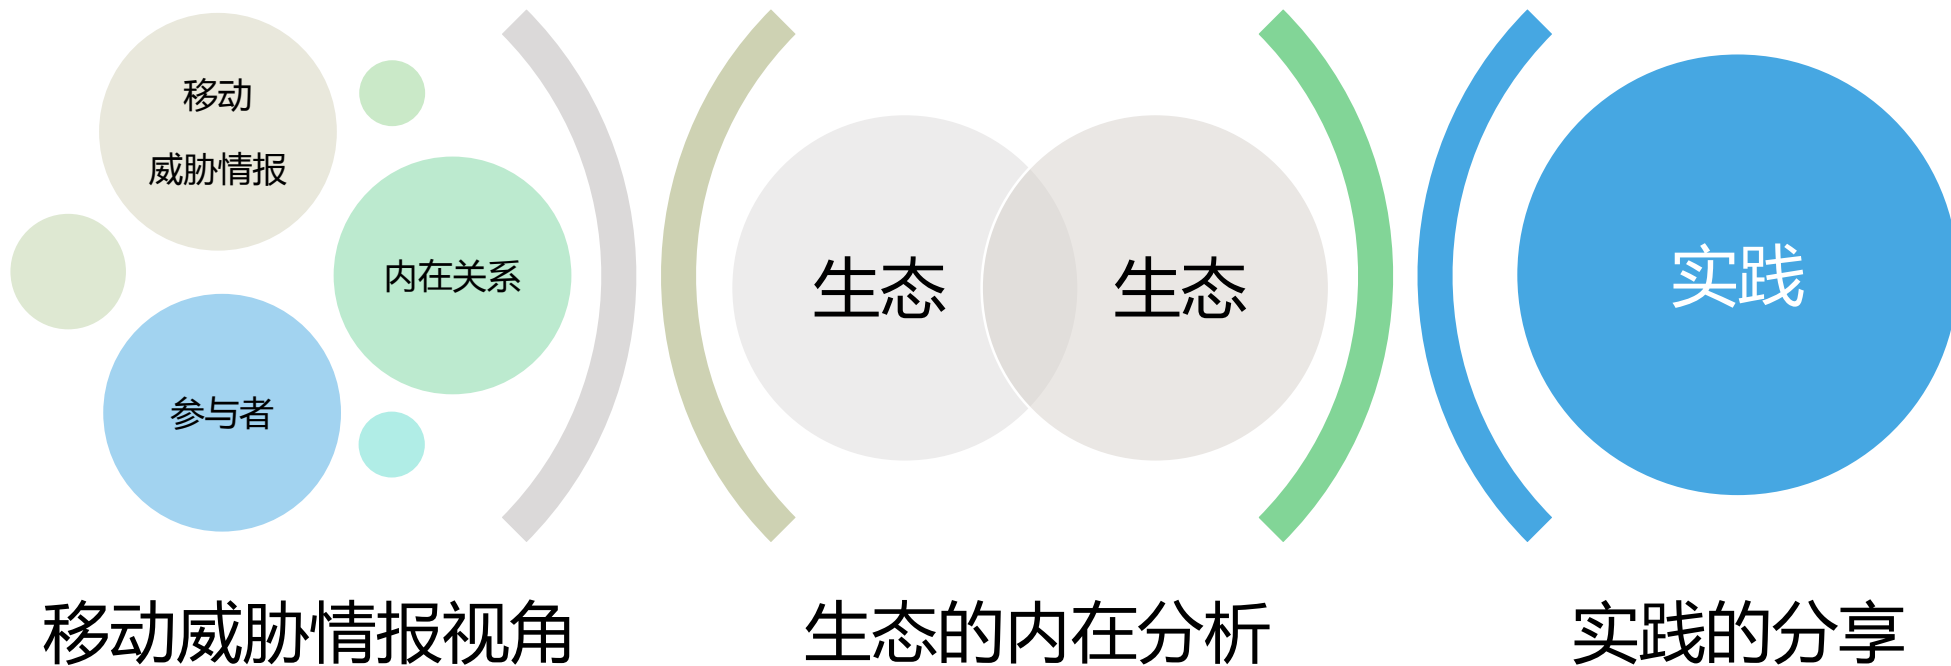 移动
威胁情报
内在关系
参与者
生态
生态
实践
移动威胁情报视角
生态的内在分析
实践的分享